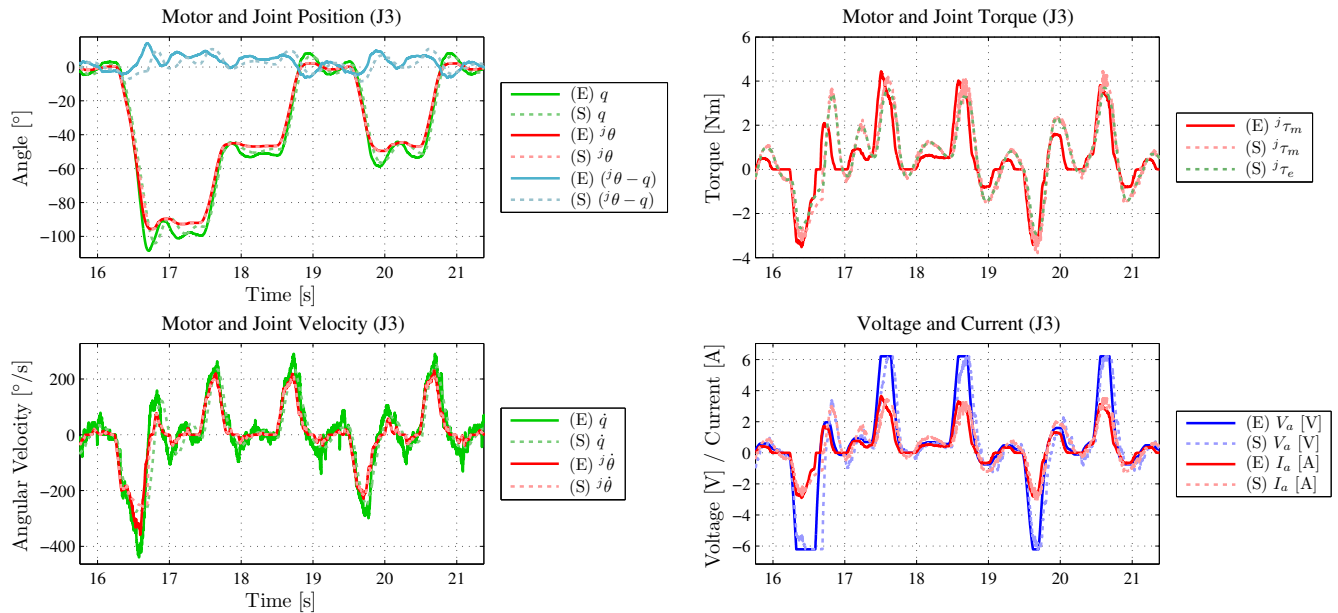 Motor and Joint Position (J3)
Angle [°]
0
−20
−40
−60
−80
−100
16 17 18 19 20 21
Time [s]
(E) q
(S) q
(E) ʲθ
(S) ʲθ
(E) (ʲθ − q)
(S) (ʲθ − q)
Motor and Joint Torque (J3)
Torque [Nm]
6
4
2
0
−2
−4
16 17 18 19 20 21
(E) ʲτₘ
(S) ʲτₘ
(S) ʲτₑ
Motor and Joint Velocity (J3)
Angular Velocity [°/s]
200
0
−200
−400
16 17 18 19 20 21
Time [s]
(E) q̇
(S) q̇
(E) ʲθ̇
(S) ʲθ̇
Voltage and Current (J3)
Voltage [V] / Current [A]
6
4
2
0
−2
−4
−6
16 17 18 19 20 21
(E) Vₐ [V]
(S) Vₐ [V]
(E) Iₐ [A]
(S) Iₐ [A]